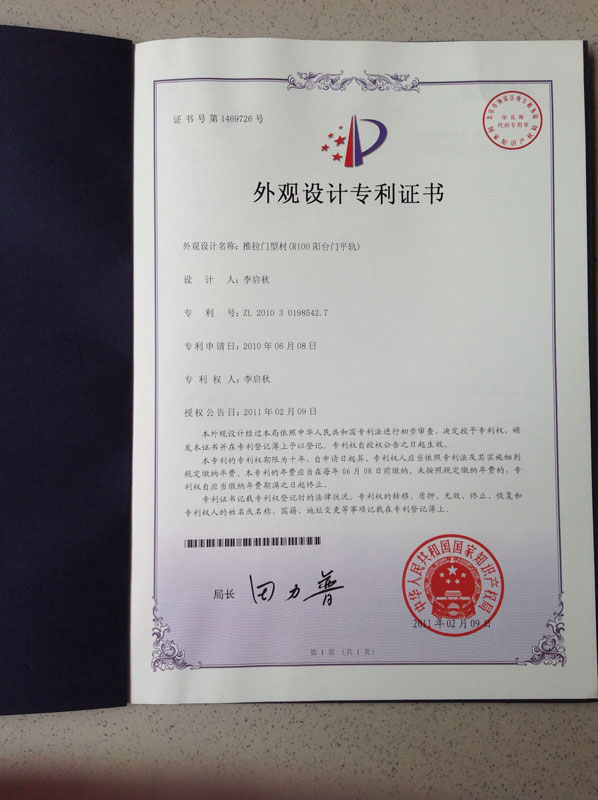 证书号第1469726号
外观设计专利证书
外观设计名称：推拉门型材(R100阳台门平轨)
设 计 人：李启秋
专 利 号：ZL 2010 3 0198542.7
专利申请日：2010年06月08日
专 利 权 人：李启秋
授权公告日：2011年02月09日
本外观设计经过本局依照中华人民共和国专利法进行初步审查，决定授予专利权，颁
发本证书并在专利登记簿上予以登记。专利权自授权公告之日起生效。
本专利的专利权期限为十年，自申请日起算。专利权人应当依照专利法及其实施细则
规定缴纳年费。本专利的年费应当在每年06月08日前缴纳。未按照规定缴纳年费的，专
利权自应当缴纳年费期满之日起终止。
专利证书记载专利权登记时的法律状况。专利权的转移、质押、无效、终止、恢复和
专利权人的姓名或名称、国籍、地址变更等事项记载在专利登记簿上。
局长 田力普
中华人民共和国国家知识产权局
2011年02月09日
第 1 页 （共 1 页）